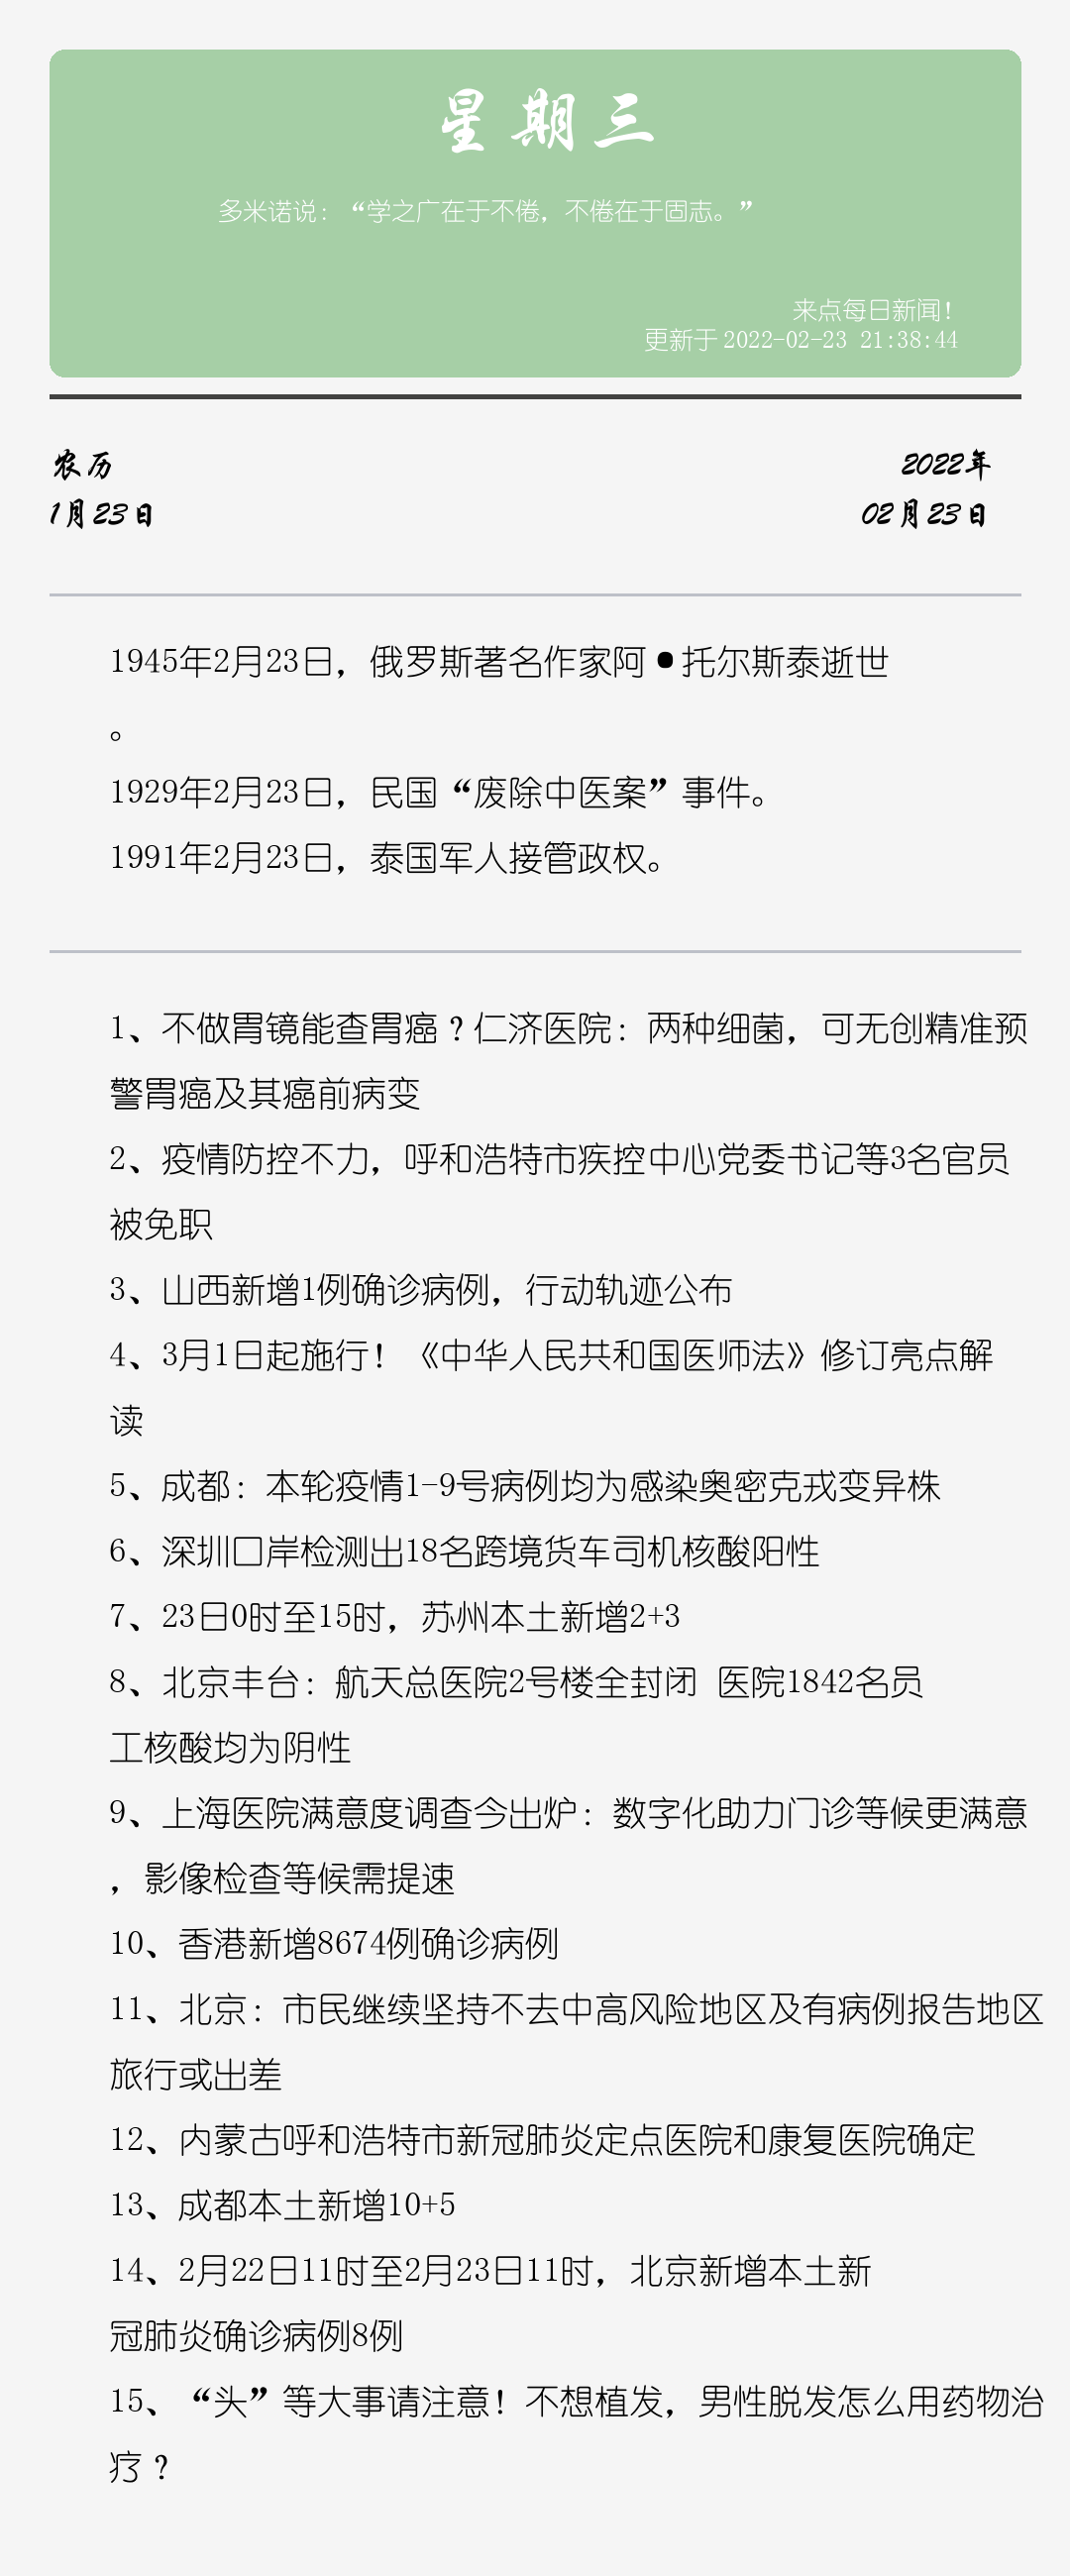 星期三
多米诺说：“学之广在于不倦，不倦在于固志。”
来点每日新闻！
更新于 2022-02-23 21:38:44
农历
2022年
1月23日
02月23日
1945年2月23日，俄罗斯著名作家阿•托尔斯泰逝世
。
1929年2月23日，民国“废除中医案”事件。
1991年2月23日，泰国军人接管政权。
1、不做胃镜能查胃癌？仁济医院：两种细菌，可无创精准预
警胃癌及其癌前病变
2、疫情防控不力，呼和浩特市疾控中心党委书记等3名官员
被免职
3、山西新增1例确诊病例，行动轨迹公布
4、3月1日起施行！《中华人民共和国医师法》修订亮点解
读
5、成都：本轮疫情1-9号病例均为感染奥密克戎变异株
6、深圳口岸检测出18名跨境货车司机核酸阳性
7、23日0时至15时，苏州本土新增2+3
8、北京丰台：航天总医院2号楼全封闭 医院1842名员
工核酸均为阴性
9、上海医院满意度调查今出炉：数字化助力门诊等候更满意
，影像检查等候需提速
10、香港新增8674例确诊病例
11、北京：市民继续坚持不去中高风险地区及有病例报告地区
旅行或出差
12、内蒙古呼和浩特市新冠肺炎定点医院和康复医院确定
13、成都本土新增10+5
14、2月22日11时至2月23日11时，北京新增本土新
冠肺炎确诊病例8例
15、“头”等大事请注意！不想植发，男性脱发怎么用药物治
疗？